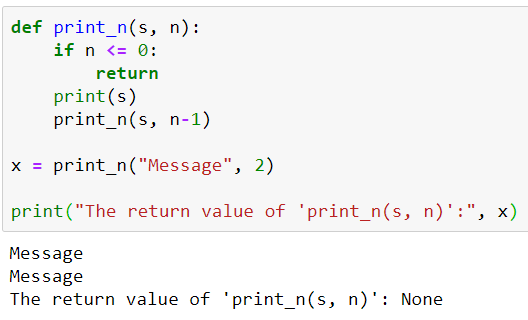 def print_n(s, n):
    if n <= 0:
        return
    print(s)
    print_n(s, n-1)

x = print_n("Message", 2)

print("The return value of 'print_n(s, n)':", x)
Message
Message
The return value of 'print_n(s, n)': None